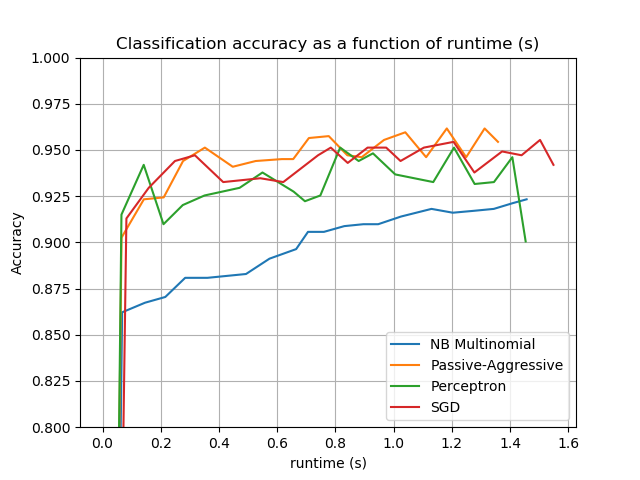 Classification accuracy as a function of runtime (s)
1.000
0.975
0.950
0.925
0.900
0.875
0.850
0.825
0.800
Accuracy
NB Multinomial
Passive-Aggressive
Perceptron
SGD
0.0 0.2 0.4 0.6 0.8 1.0 1.2 1.4 1.6
runtime (s)